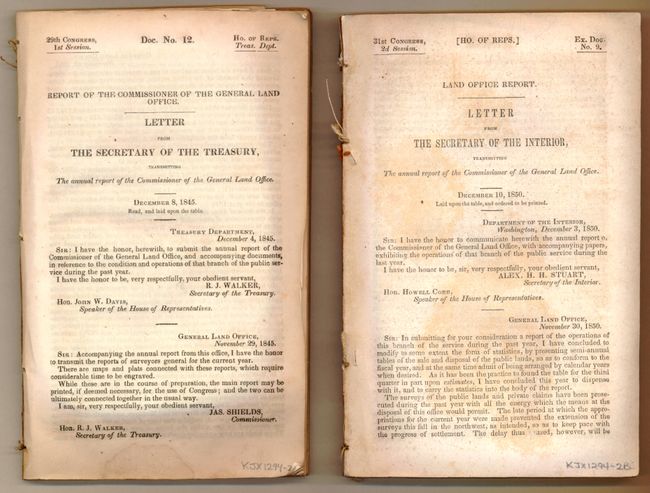 29th Congress,
1st Session.
Doc. No. 12.
Ho. of Reps.
Treas. Dept.
REPORT OF THE COMMISSIONER OF THE GENERAL LAND
OFFICE.
LETTER
FROM
THE SECRETARY OF THE TREASURY,
TRANSMITTING
The annual report of the Commissioner of the General Land Office.
December 8, 1845.
Read, and laid upon the table.
Treasury Department,
December 4, 1845.
Sir: I have the honor, herewith, to submit the annual report of the
Commissioner of the General Land Office, and accompanying documents,
in reference to the condition and operations of that branch of the public ser-
vice during the past year.
I have the honor to be, very respectfully, your obedient servant,
R. J. WALKER,
Secretary of the Treasury.
Hon. John W. Davis,
Speaker of the House of Representatives.
General Land Office,
November 29, 1845.
Sir: Accompanying the annual report from this office, I have the honor
to transmit the reports of surveyors general for the current year.
There are maps and plats connected with these reports, which require
considerable time to be engraved.
While these are in the course of preparation, the main report may be
printed, if deemed necessary, for the use of Congress; and the two can be
ultimately connected together in the usual way.
I am, sir, very respectfully, your obedient servant,
JAS. SHIELDS,
Commissioner.
Hon. R. J. Walker,
Secretary of the Treasury.
KJX1294-2
31st Congress,
2d Session.
[HO. OF REPS.]
Ex. Doc.
No. 9.
LAND OFFICE REPORT.
LETTER
FROM
THE SECRETARY OF THE INTERIOR,
TRANSMITTING
The annual report of the Commissioner of the General Land Office.
December 10, 1850.
Laid upon the table, and ordered to be printed.
Department of the Interior,
Washington, December 3, 1850.
Sir: I have the honor to communicate herewith the annual report o
the Commissioner of the General Land Office, with accompanying papers,
exhibiting the operations of that branch of the public service during the
last year.
I have the honor to be, sir, very respectfully, your obedient servant,
ALEX. H. H. STUART,
Secretary of the Interior.
Hon. Howell Cobb,
Speaker of the House of Representatives.
General Land Office,
November 30, 1850.
Sir: In submitting for your consideration a report of the operations of
this branch of the service during the past year, I have concluded to
modify to some extent the form of statistics, by presenting semi-annual
tables of the sale and disposal of the public lands, so as to conform to the
fiscal year, and at the same time admit of being arranged by calendar years
when desired. As it has been the practice to found the table for the third
quarter in part upon estimates, I have concluded this year to dispense
with it, and to carry the statistics into the body of the report.
The surveys of the public lands and private claims have been prose-
cuted during the past year with all the energy which the means at the
disposal of this office would permit. The late period at which the appro-
priations for the current year were made prevented the extension of the
surveys this fall in the northwest, as intended, so as to keep pace with
the progress of settlement. The delay thus however, will be
KJX1294-2B